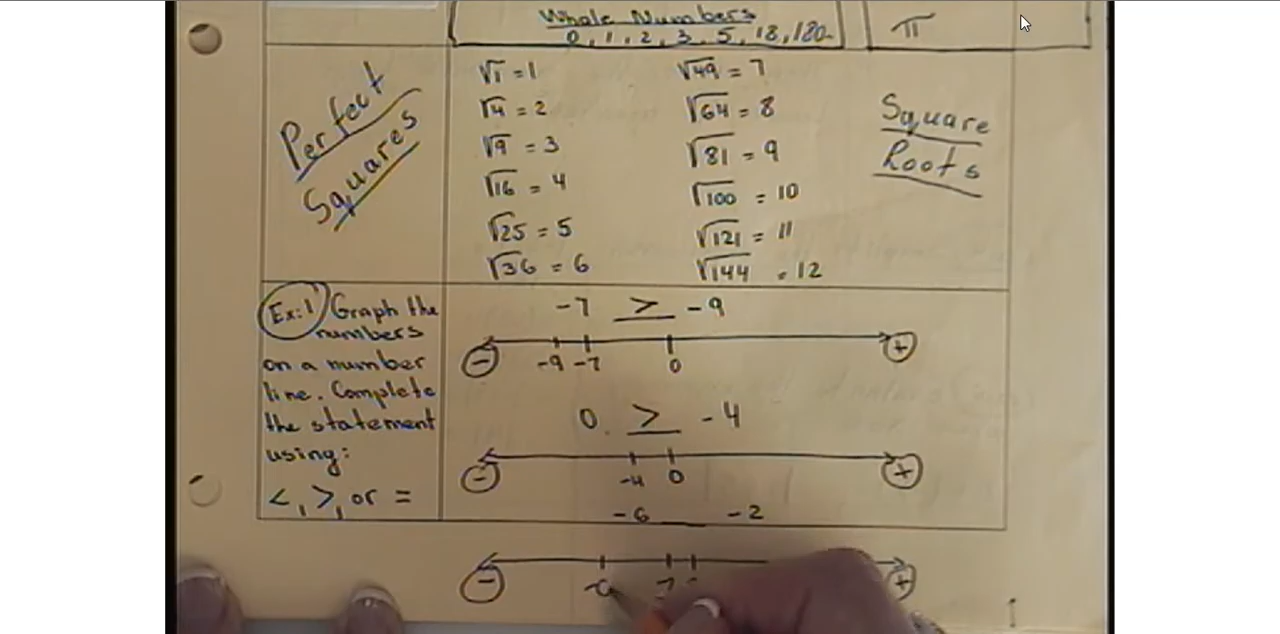 Whole Numbers
0, 1, 2, 3, 5, 18, 180
π
Perfect
Squares
√1 = 1
√4 = 2
√9 = 3
√16 = 4
√25 = 5
√36 = 6
√49 = 7
√64 = 8
√81 = 9
√100 = 10
√121 = 11
√144 = 12
Square
Roots
Ex: 1 Graph the
numbers
on a number
line. Complete
the statement
using:
<, >, or =
-7 > -9
- +
-9 -7 0
0 > -4
- +
-4 0
-6 ___ -2
- +